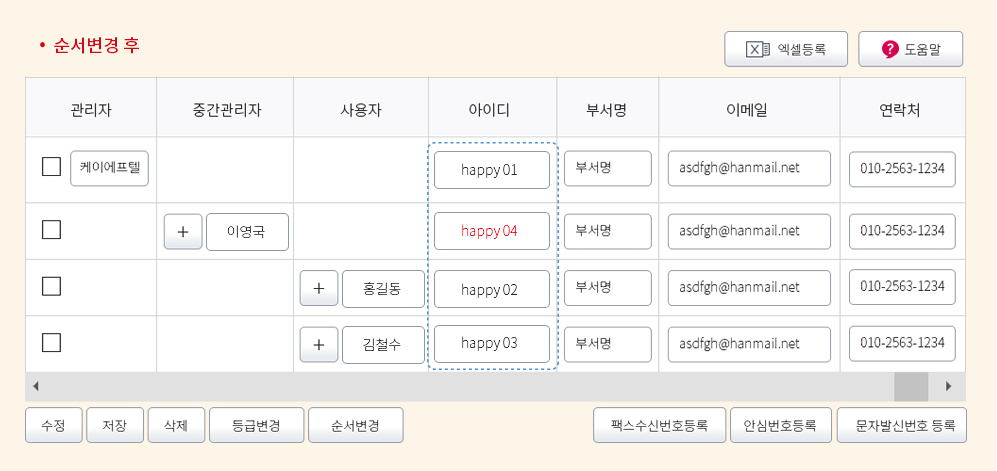 • 순서변경 후
엑셀등록 ? 도움말
관리자 중간관리자 사용자 아이디 부서명 이메일 연락처
케이에프텔 happy 01 부서명 asdfgh@hanmail.net 010-2563-1234
+ 이영국 happy 04 부서명 asdfgh@hanmail.net 010-2563-1234
+ 홍길동 happy 02 부서명 asdfgh@hanmail.net 010-2563-1234
+ 김철수 happy 03 부서명 asdfgh@hanmail.net 010-2563-1234
수정 저장 삭제 등급변경 순서변경 팩스수신번호등록 안심번호등록 문자발신번호 등록